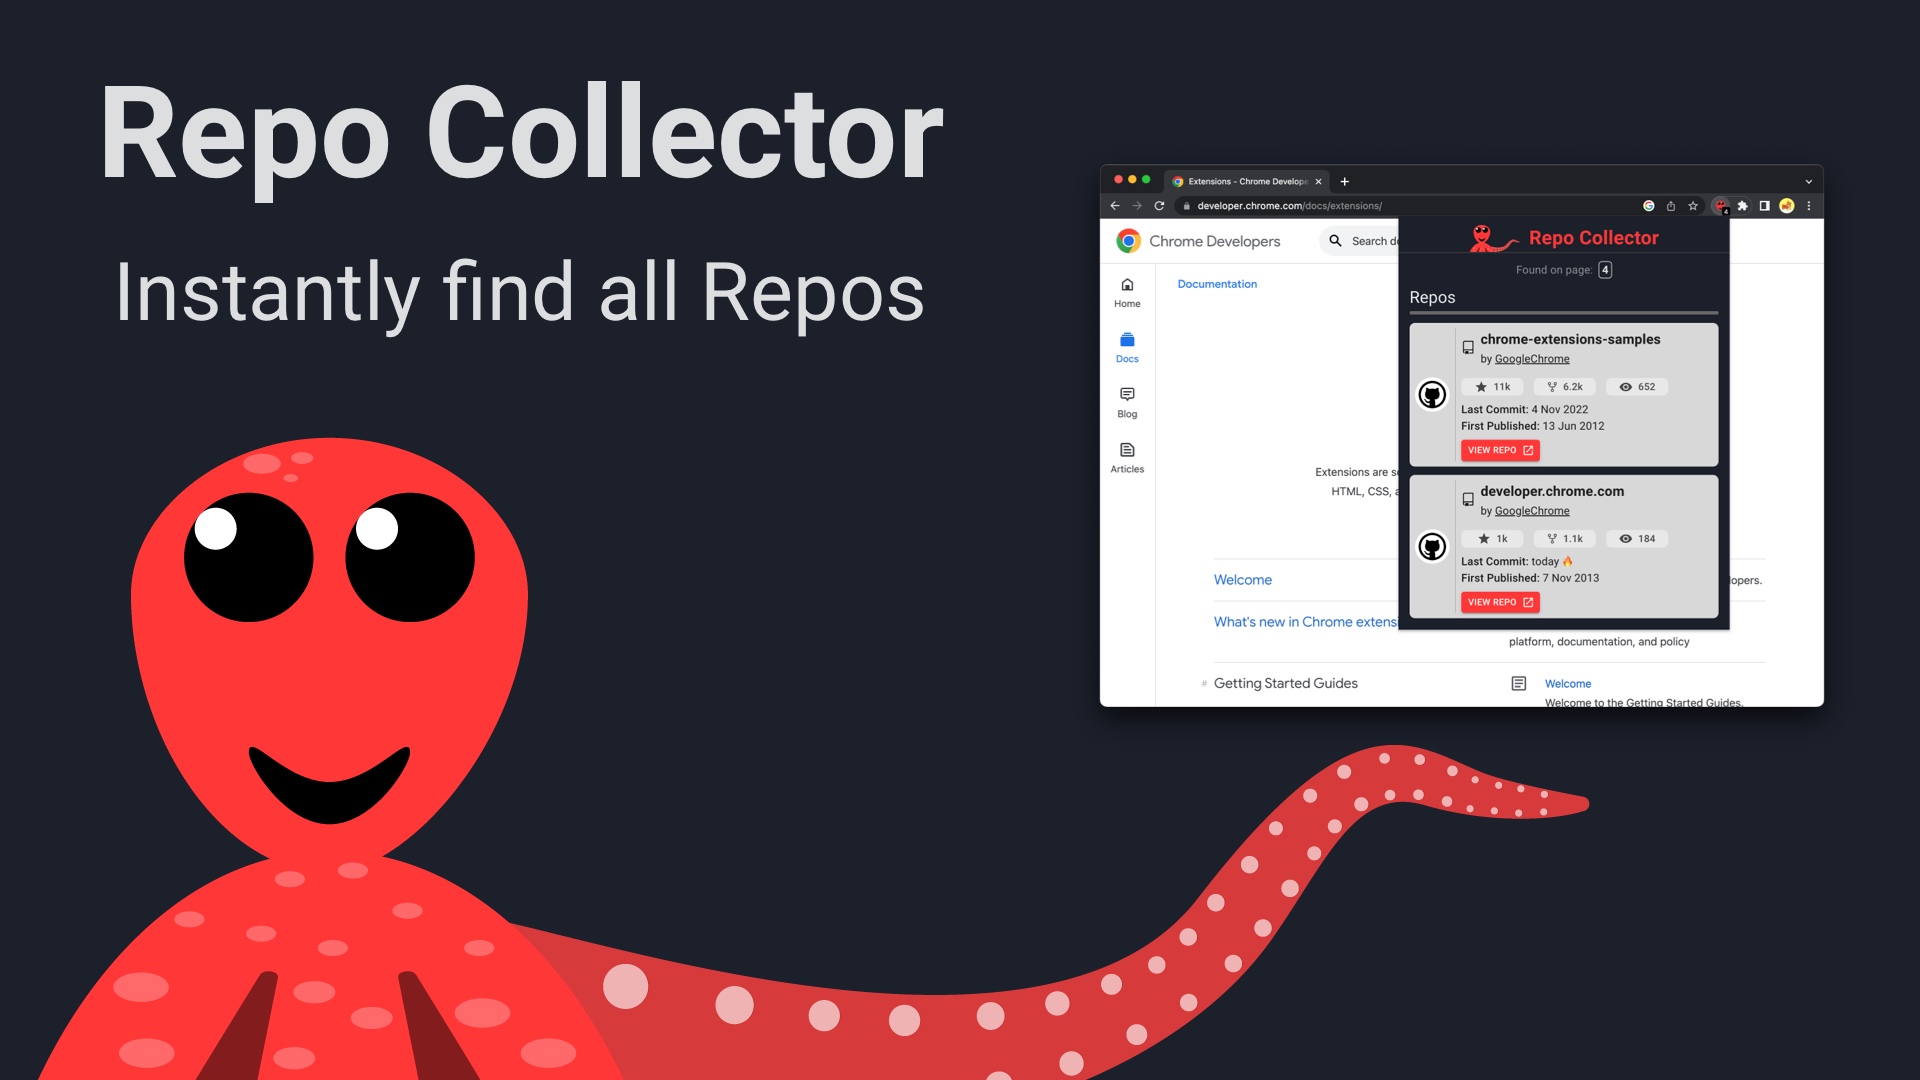 Repo Collector
Instantly find all Repos
Extensions - Chrome Develope
developer.chrome.com/docs/extensions/
4
Chrome Developers
Search d
Repo Collector
Found on page: 4
Repos
Home
Docs
Blog
Articles
Documentation
chrome-extensions-samples
by GoogleChrome
11k 6.2k 652
Last Commit: 4 Nov 2022
First Published: 13 Jun 2012
VIEW REPO
developer.chrome.com
by GoogleChrome
1k 1.1k 184
Last Commit: today 🔥
First Published: 7 Nov 2013
VIEW REPO
Extensions are s
HTML, CSS, a
Welcome
lopers.
What's new in Chrome extensi
platform, documentation, and policy
# Getting Started Guides
Welcome
Welcome to the Getting Started Guides.